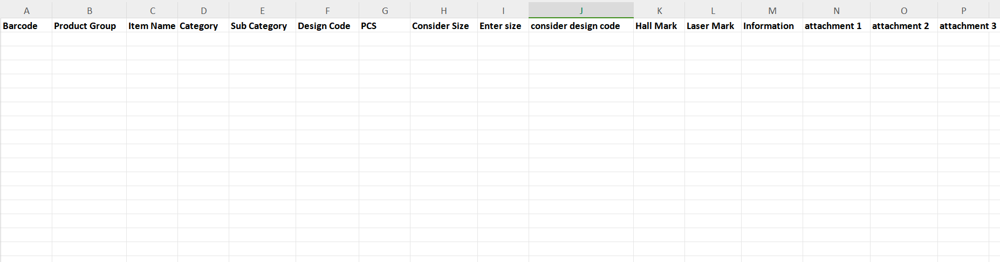 A B C D E F G H I J K L M N O P
Barcode Product Group Item Name Category Sub Category Design Code PCS Consider Size Enter size consider design code Hall Mark Laser Mark Information attachment 1 attachment 2 attachment 3